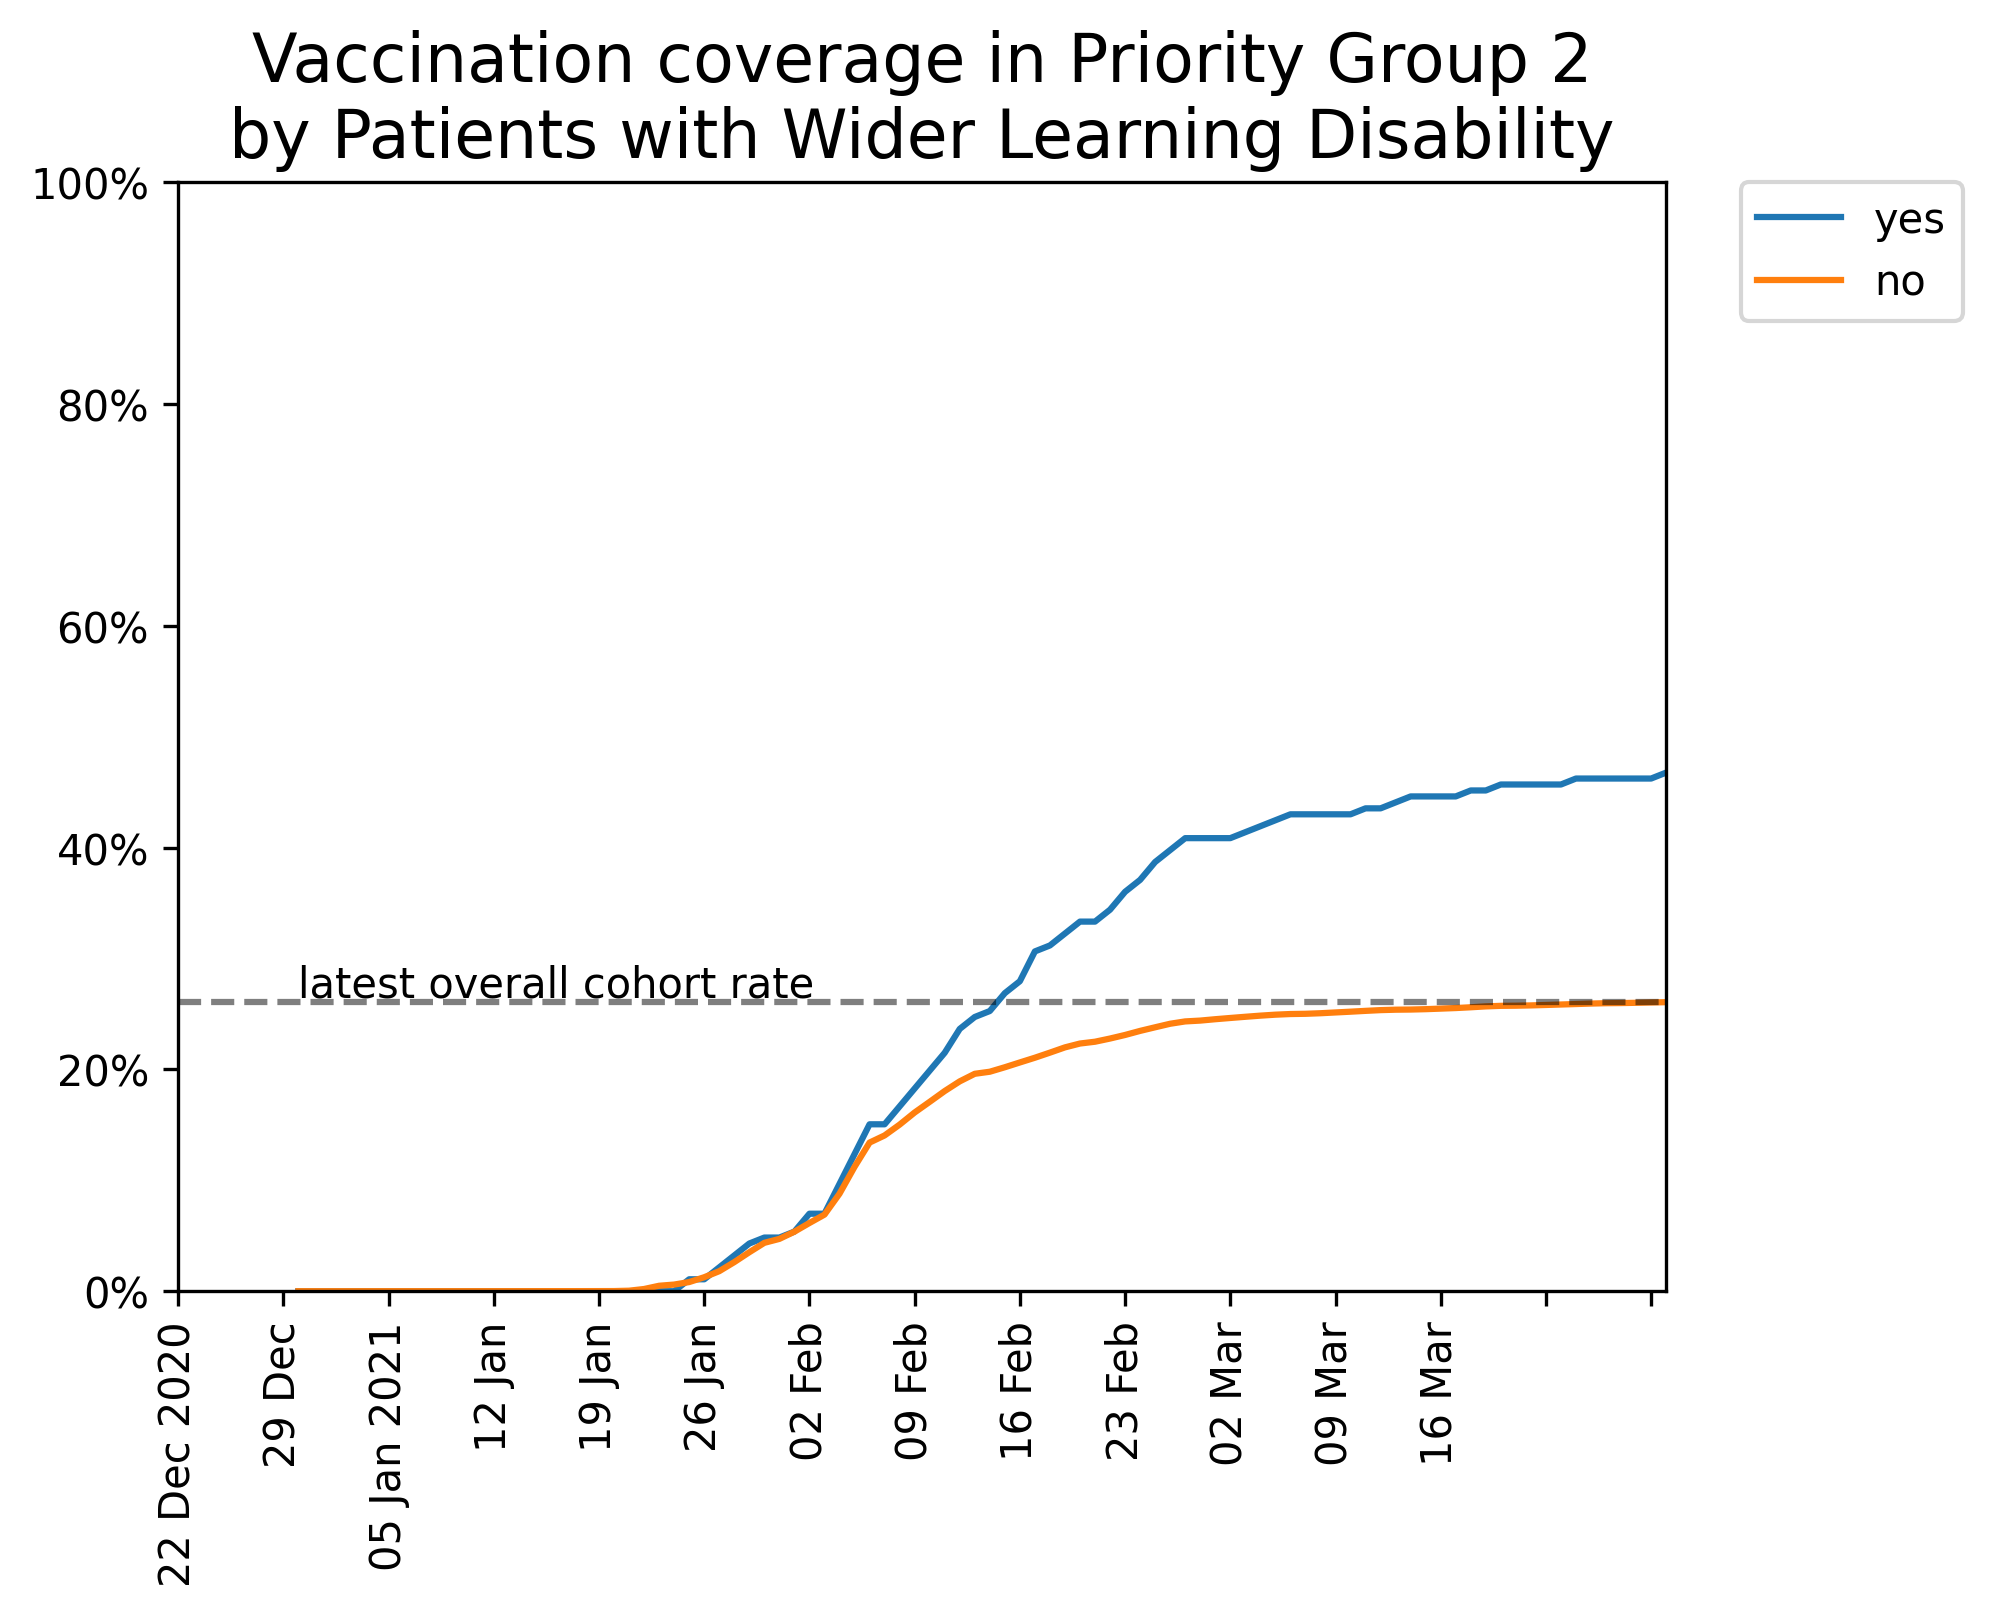 Vaccination coverage in Priority Group 2
by Patients with Wider Learning Disability
100%
80%
60%
40%
20%
0%
yes
no
latest overall cohort rate
22 Dec 2020
29 Dec
05 Jan 2021
12 Jan
19 Jan
26 Jan
02 Feb
09 Feb
16 Feb
23 Feb
02 Mar
09 Mar
16 Mar